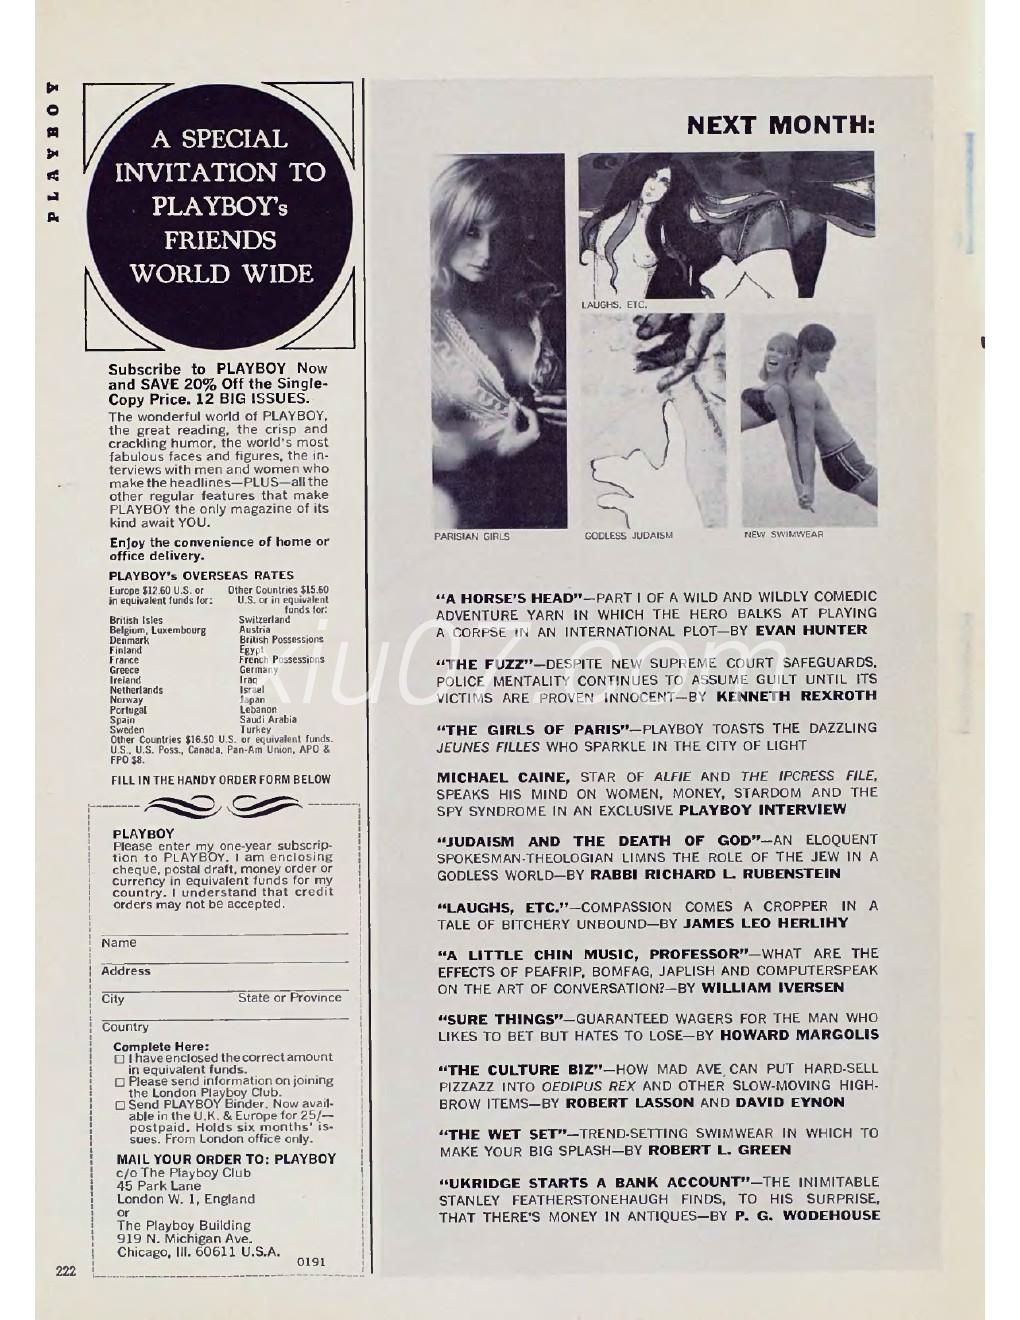 PLAYBOY
A SPECIAL
INVITATION TO
PLAYBOY's
FRIENDS
WORLD WIDE
Subscribe to PLAYBOY Now
and SAVE 20% Off the Single-
Copy Price. 12 BIG ISSUES.
The wonderful world of PLAYBOY,
the great reading, the crisp and
crackling humor, the world's most
fabulous faces and figures, the in-
terviews with men and women who
make the headlines—PLUS—all the
other regular features that make
PLAYBOY the only magazine of its
kind await YOU.
Enjoy the convenience of home or
office delivery.
PLAYBOY's OVERSEAS RATES
Europe $12.60 U.S. or
in equivalent funds for:
British Isles
Belgium, Luxembourg
Denmark
Finland
France
Greece
Ireland
Netherlands
Norway
Portugal
Spain
Sweden
Other Countries $15.60
U.S. or in equivalent
funds for:
Switzerland
Austria
British Possessions
Egypt
French Possessions
Germany
Iraq
Israel
Japan
Lebanon
Saudi Arabia
Turkey
Other Countries $16.50 U.S. or equivalent funds.
U.S., U.S. Poss., Canada, Pan-Am Union, APO &
FPO $8.
FILL IN THE HANDY ORDER FORM BELOW
PLAYBOY
Please enter my one-year subscrip-
tion to PLAYBOY. I am enclosing
cheque, postal draft, money order or
currency in equivalent funds for my
country. I understand that credit
orders may not be accepted.
Name
Address
City State or Province
Country
Complete Here:
☐ I have enclosed the correct amount
in equivalent funds.
☐ Please send information on joining
the London Playboy Club.
☐ Send PLAYBOY Binder. Now avail-
able in the U.K. & Europe for 25/—
postpaid. Holds six months' is-
sues. From London office only.
MAIL YOUR ORDER TO: PLAYBOY
c/o The Playboy Club
45 Park Lane
London W. 1, England
or
The Playboy Building
919 N. Michigan Ave.
Chicago, Ill. 60611 U.S.A.
0191
222
NEXT MONTH:
LAUGHS, ETC.
PARISIAN GIRLS
GODLESS JUDAISM
NEW SWIMWEAR
"A HORSE'S HEAD"—PART I OF A WILD AND WILDLY COMEDIC
ADVENTURE YARN IN WHICH THE HERO BALKS AT PLAYING
A CORPSE IN AN INTERNATIONAL PLOT—BY EVAN HUNTER
"THE FUZZ"—DESPITE NEW SUPREME COURT SAFEGUARDS,
POLICE MENTALITY CONTINUES TO ASSUME GUILT UNTIL ITS
VICTIMS ARE PROVEN INNOCENT—BY KENNETH REXROTH
"THE GIRLS OF PARIS"—PLAYBOY TOASTS THE DAZZLING
JEUNES FILLES WHO SPARKLE IN THE CITY OF LIGHT
MICHAEL CAINE, STAR OF ALFIE AND THE IPCRESS FILE,
SPEAKS HIS MIND ON WOMEN, MONEY, STARDOM AND THE
SPY SYNDROME IN AN EXCLUSIVE PLAYBOY INTERVIEW
"JUDAISM AND THE DEATH OF GOD"—AN ELOQUENT
SPOKESMAN-THEOLOGIAN LIMNS THE ROLE OF THE JEW IN A
GODLESS WORLD—BY RABBI RICHARD L. RUBENSTEIN
"LAUGHS, ETC."—COMPASSION COMES A CROPPER IN A
TALE OF BITCHERY UNBOUND—BY JAMES LEO HERLIHY
"A LITTLE CHIN MUSIC, PROFESSOR"—WHAT ARE THE
EFFECTS OF PEAFRIP, BOMFAG, JAPLISH AND COMPUTERSPEAK
ON THE ART OF CONVERSATION?—BY WILLIAM IVERSEN
"SURE THINGS"—GUARANTEED WAGERS FOR THE MAN WHO
LIKES TO BET BUT HATES TO LOSE—BY HOWARD MARGOLIS
"THE CULTURE BIZ"—HOW MAD AVE. CAN PUT HARD-SELL
PIZZAZZ INTO OEDIPUS REX AND OTHER SLOW-MOVING HIGH-
BROW ITEMS—BY ROBERT LASSON AND DAVID EYNON
"THE WET SET"—TREND-SETTING SWIMWEAR IN WHICH TO
MAKE YOUR BIG SPLASH—BY ROBERT L. GREEN
"UKRIDGE STARTS A BANK ACCOUNT"—THE INIMITABLE
STANLEY FEATHERSTONEHAUGH FINDS, TO HIS SURPRISE,
THAT THERE'S MONEY IN ANTIQUES—BY P. G. WODEHOUSE
xiu07.com